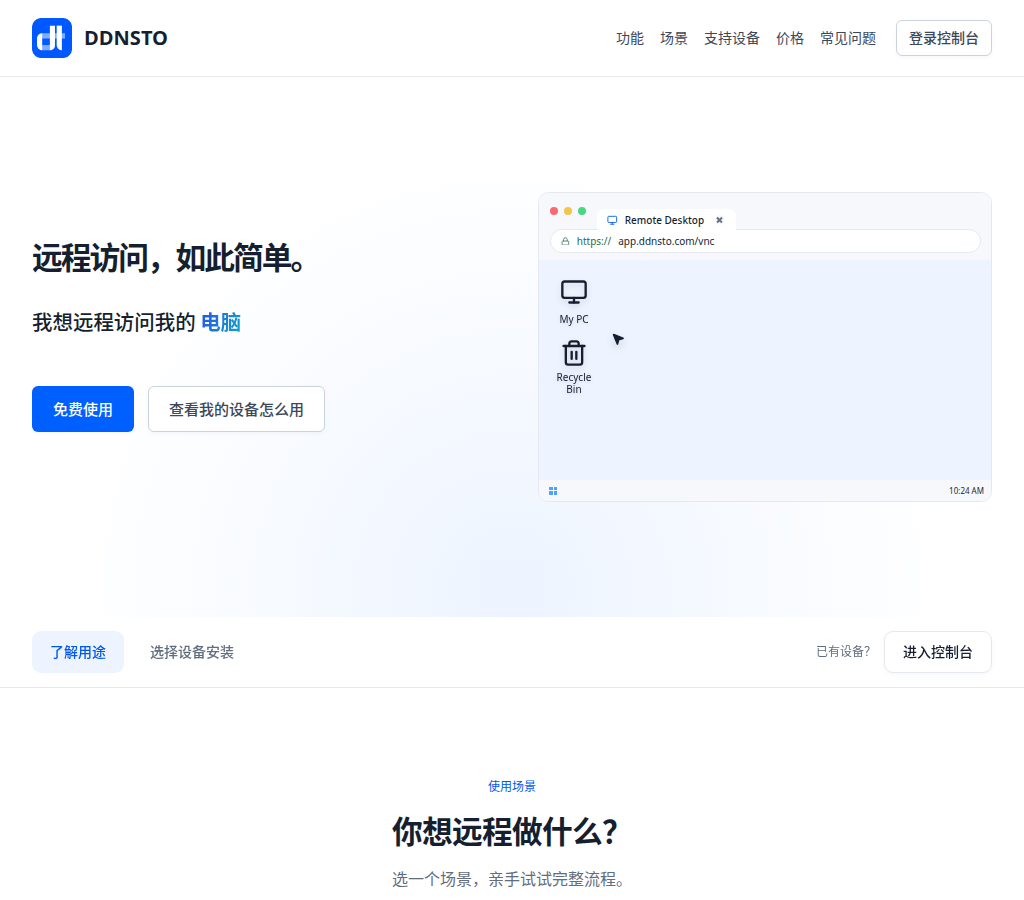 DDNSTO
功能 场景 支持设备 价格 常见问题 登录控制台
远程访问，如此简单。
我想远程访问我的 电脑
免费使用 查看我的设备怎么用
Remote Desktop
https:// app.ddnsto.com/vnc
My PC
Recycle
Bin
10:24 AM
了解用途 选择设备安装 已有设备? 进入控制台
使用场景
你想远程做什么?
选一个场景，亲手试试完整流程。